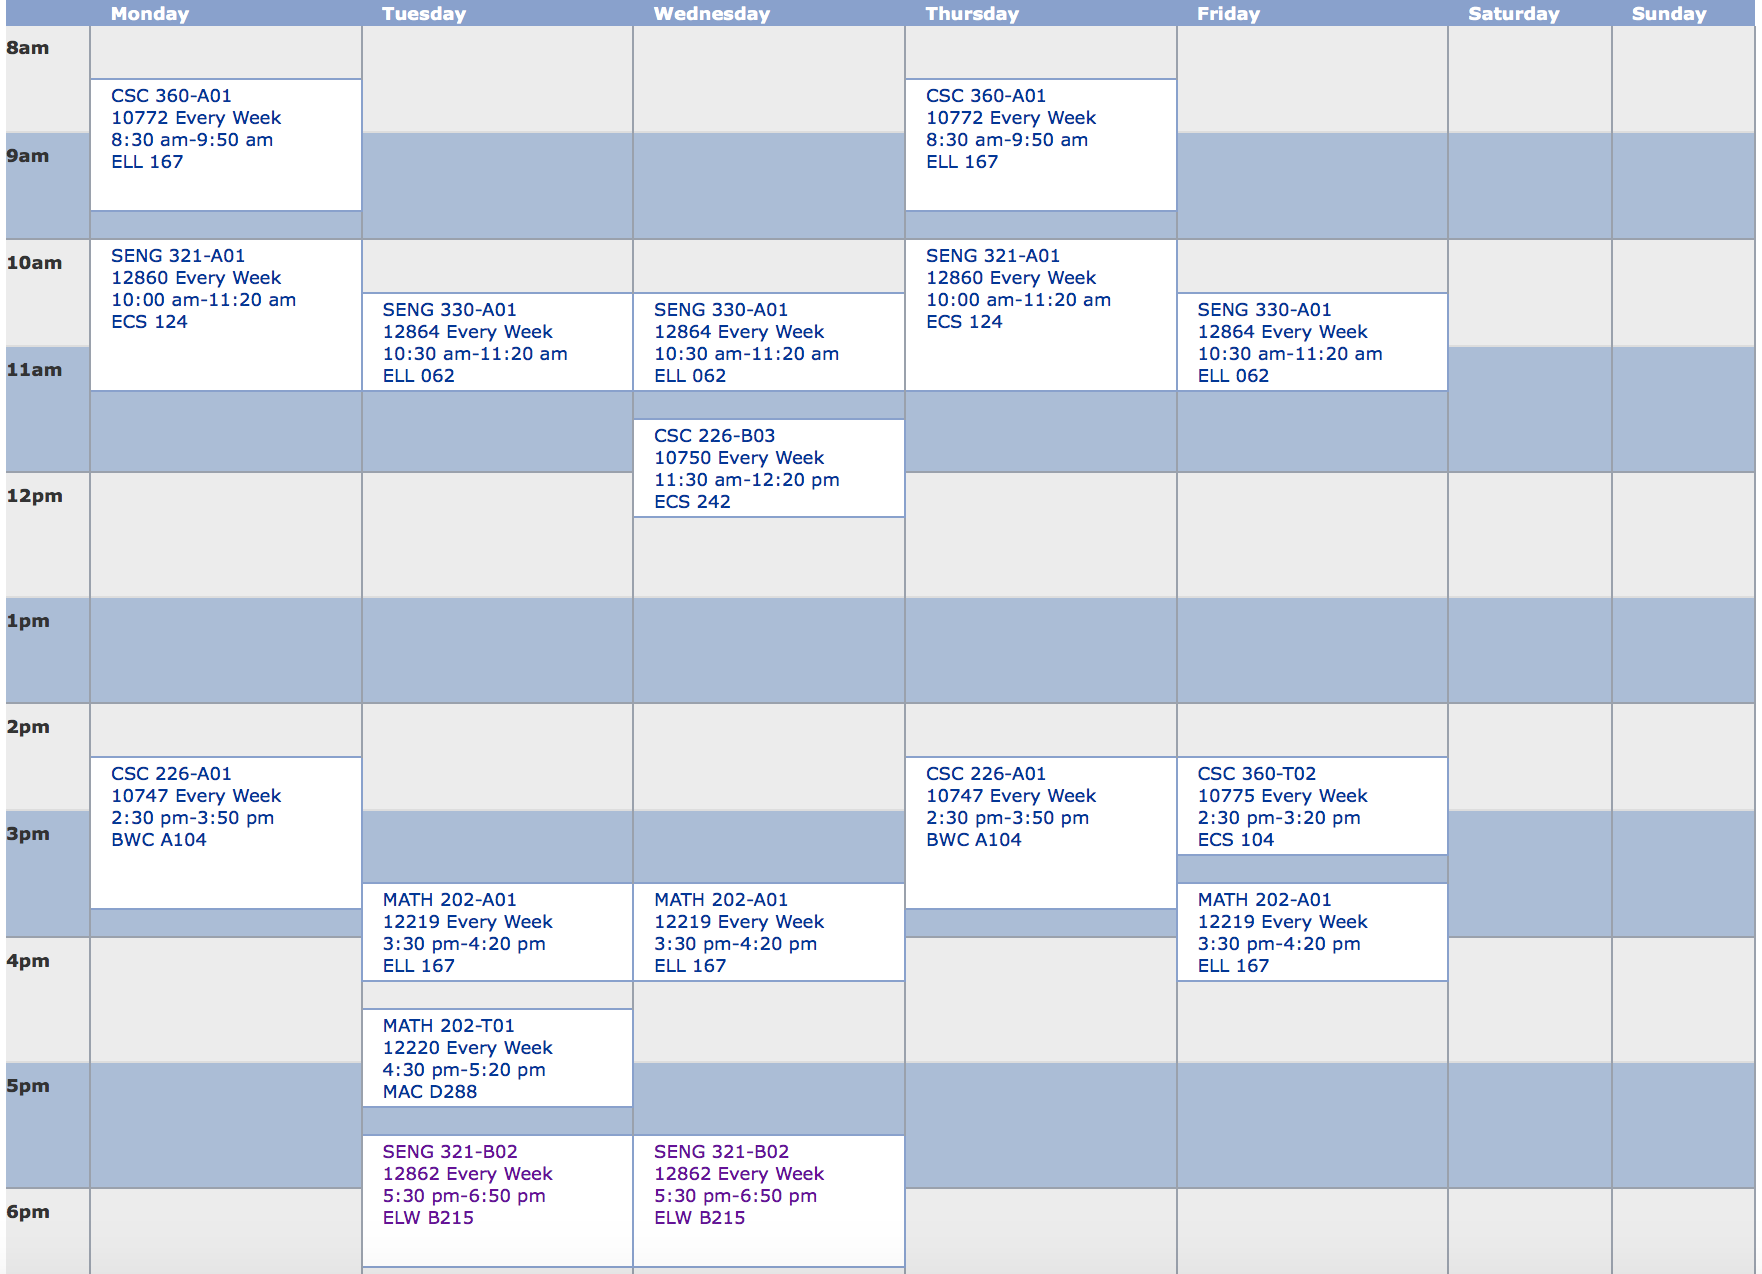 Monday Tuesday Wednesday Thursday Friday Saturday Sunday
8am
CSC 360-A01
10772 Every Week
8:30 am-9:50 am
ELL 167
CSC 360-A01
10772 Every Week
8:30 am-9:50 am
ELL 167
9am
10am
SENG 321-A01
12860 Every Week
10:00 am-11:20 am
ECS 124
SENG 330-A01
12864 Every Week
10:30 am-11:20 am
ELL 062
SENG 330-A01
12864 Every Week
10:30 am-11:20 am
ELL 062
SENG 321-A01
12860 Every Week
10:00 am-11:20 am
ECS 124
SENG 330-A01
12864 Every Week
10:30 am-11:20 am
ELL 062
11am
CSC 226-B03
10750 Every Week
11:30 am-12:20 pm
ECS 242
12pm
1pm
2pm
CSC 226-A01
10747 Every Week
2:30 pm-3:50 pm
BWC A104
CSC 226-A01
10747 Every Week
2:30 pm-3:50 pm
BWC A104
CSC 360-T02
10775 Every Week
2:30 pm-3:20 pm
ECS 104
3pm
MATH 202-A01
12219 Every Week
3:30 pm-4:20 pm
ELL 167
MATH 202-A01
12219 Every Week
3:30 pm-4:20 pm
ELL 167
MATH 202-A01
12219 Every Week
3:30 pm-4:20 pm
ELL 167
4pm
MATH 202-T01
12220 Every Week
4:30 pm-5:20 pm
MAC D288
5pm
SENG 321-B02
12862 Every Week
5:30 pm-6:50 pm
ELW B215
SENG 321-B02
12862 Every Week
5:30 pm-6:50 pm
ELW B215
6pm